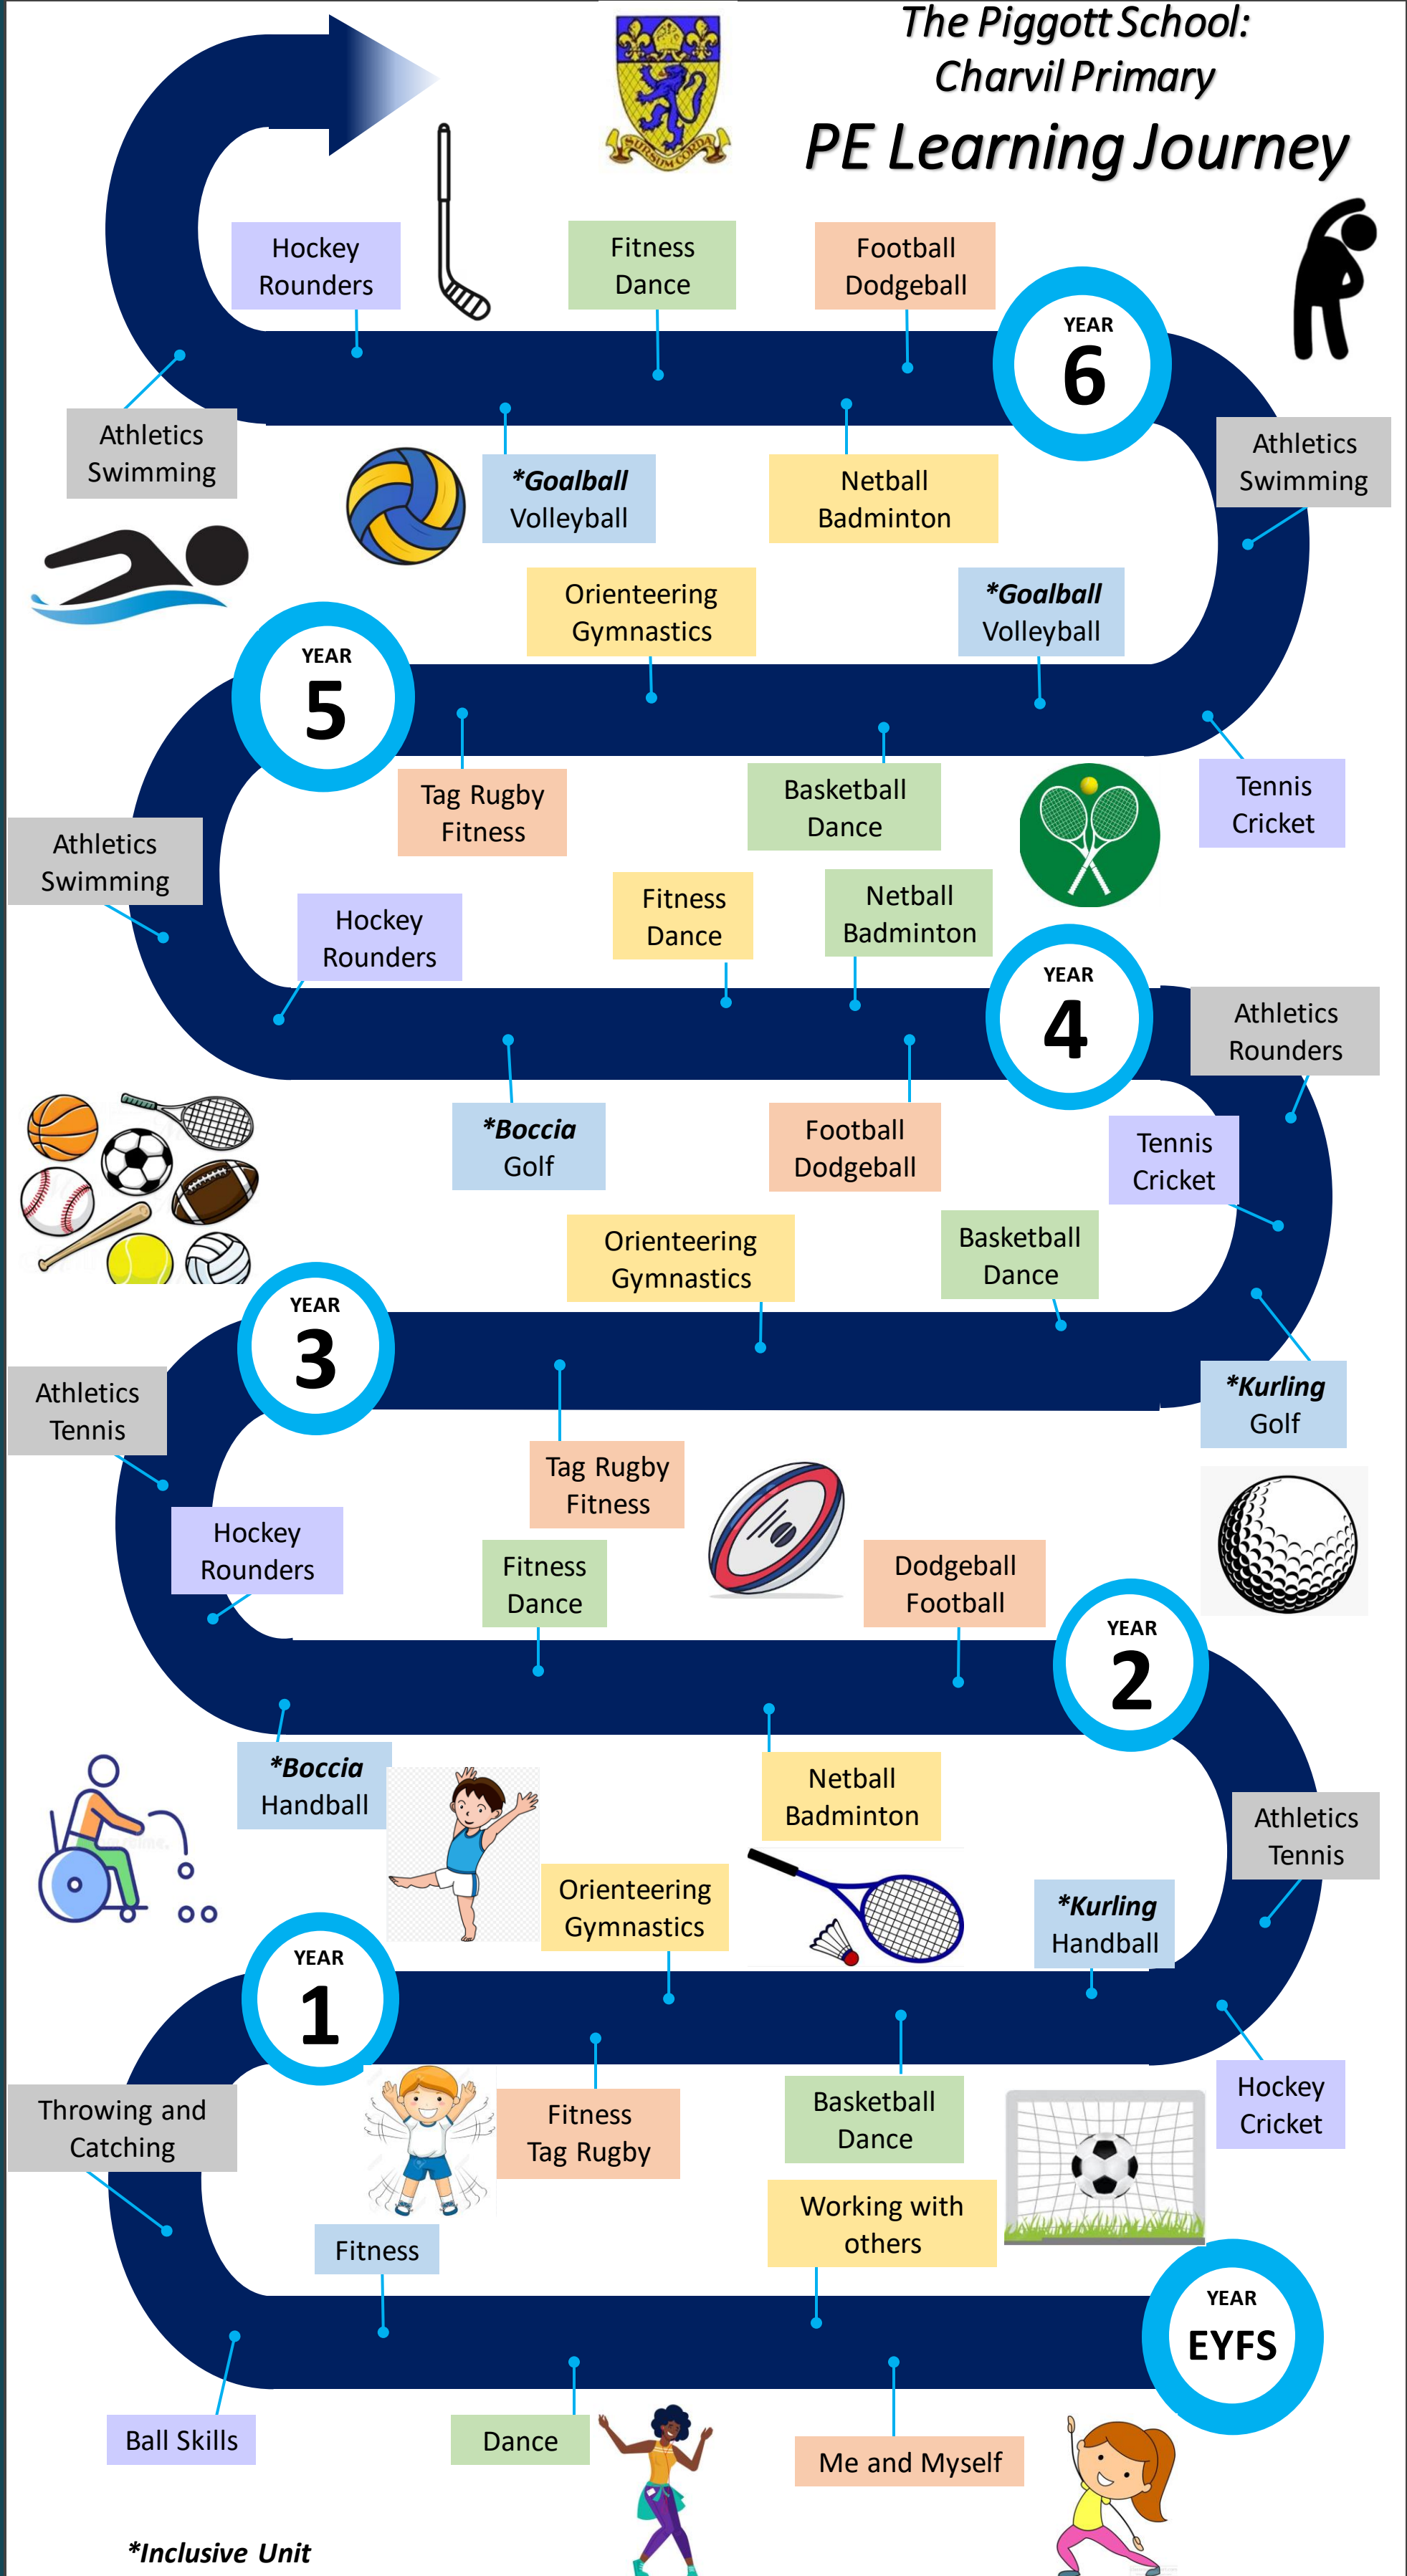 The Piggott School:
Charvil Primary
PE Learning Journey
SURSUM CORDA
Hockey
Rounders
Fitness
Dance
Football
Dodgeball
YEAR
6
Athletics
Swimming
*Goalball
Volleyball
Netball
Badminton
Athletics
Swimming
Orienteering
Gymnastics
*Goalball
Volleyball
YEAR
5
Tag Rugby
Fitness
Basketball
Dance
Tennis
Cricket
Athletics
Swimming
Hockey
Rounders
Fitness
Dance
Netball
Badminton
YEAR
4
Athletics
Rounders
*Boccia
Golf
Football
Dodgeball
Tennis
Cricket
Orienteering
Gymnastics
Basketball
Dance
YEAR
3
Athletics
Tennis
*Kurling
Golf
Tag Rugby
Fitness
Hockey
Rounders
Fitness
Dance
Dodgeball
Football
YEAR
2
*Boccia
Handball
Netball
Badminton
Athletics
Tennis
Orienteering
Gymnastics
*Kurling
Handball
YEAR
1
Throwing and
Catching
Fitness
Tag Rugby
Basketball
Dance
Hockey
Cricket
Working with
others
Fitness
YEAR
EYFS
Ball Skills
Dance
Me and Myself
*Inclusive Unit